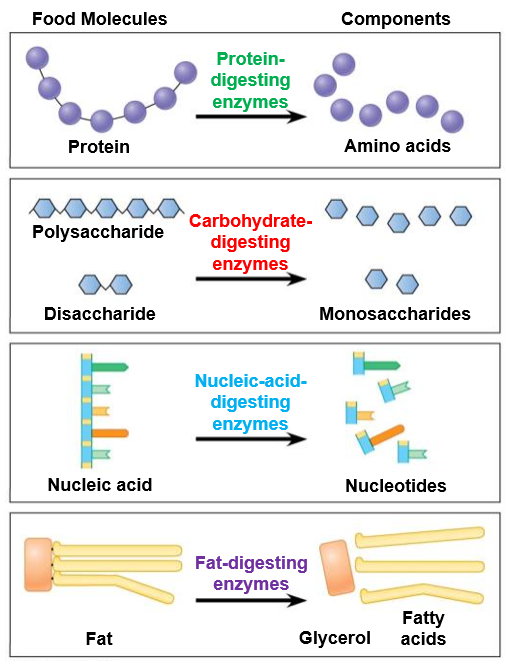 Food Molecules
Components
Protein-
digesting
enzymes
Protein
Amino acids
Polysaccharide
Carbohydrate-
digesting
enzymes
Disaccharide
Monosaccharides
Nucleic-acid-
digesting
enzymes
Nucleic acid
Nucleotides
Fat-digesting
enzymes
Fat
Glycerol
Fatty
acids